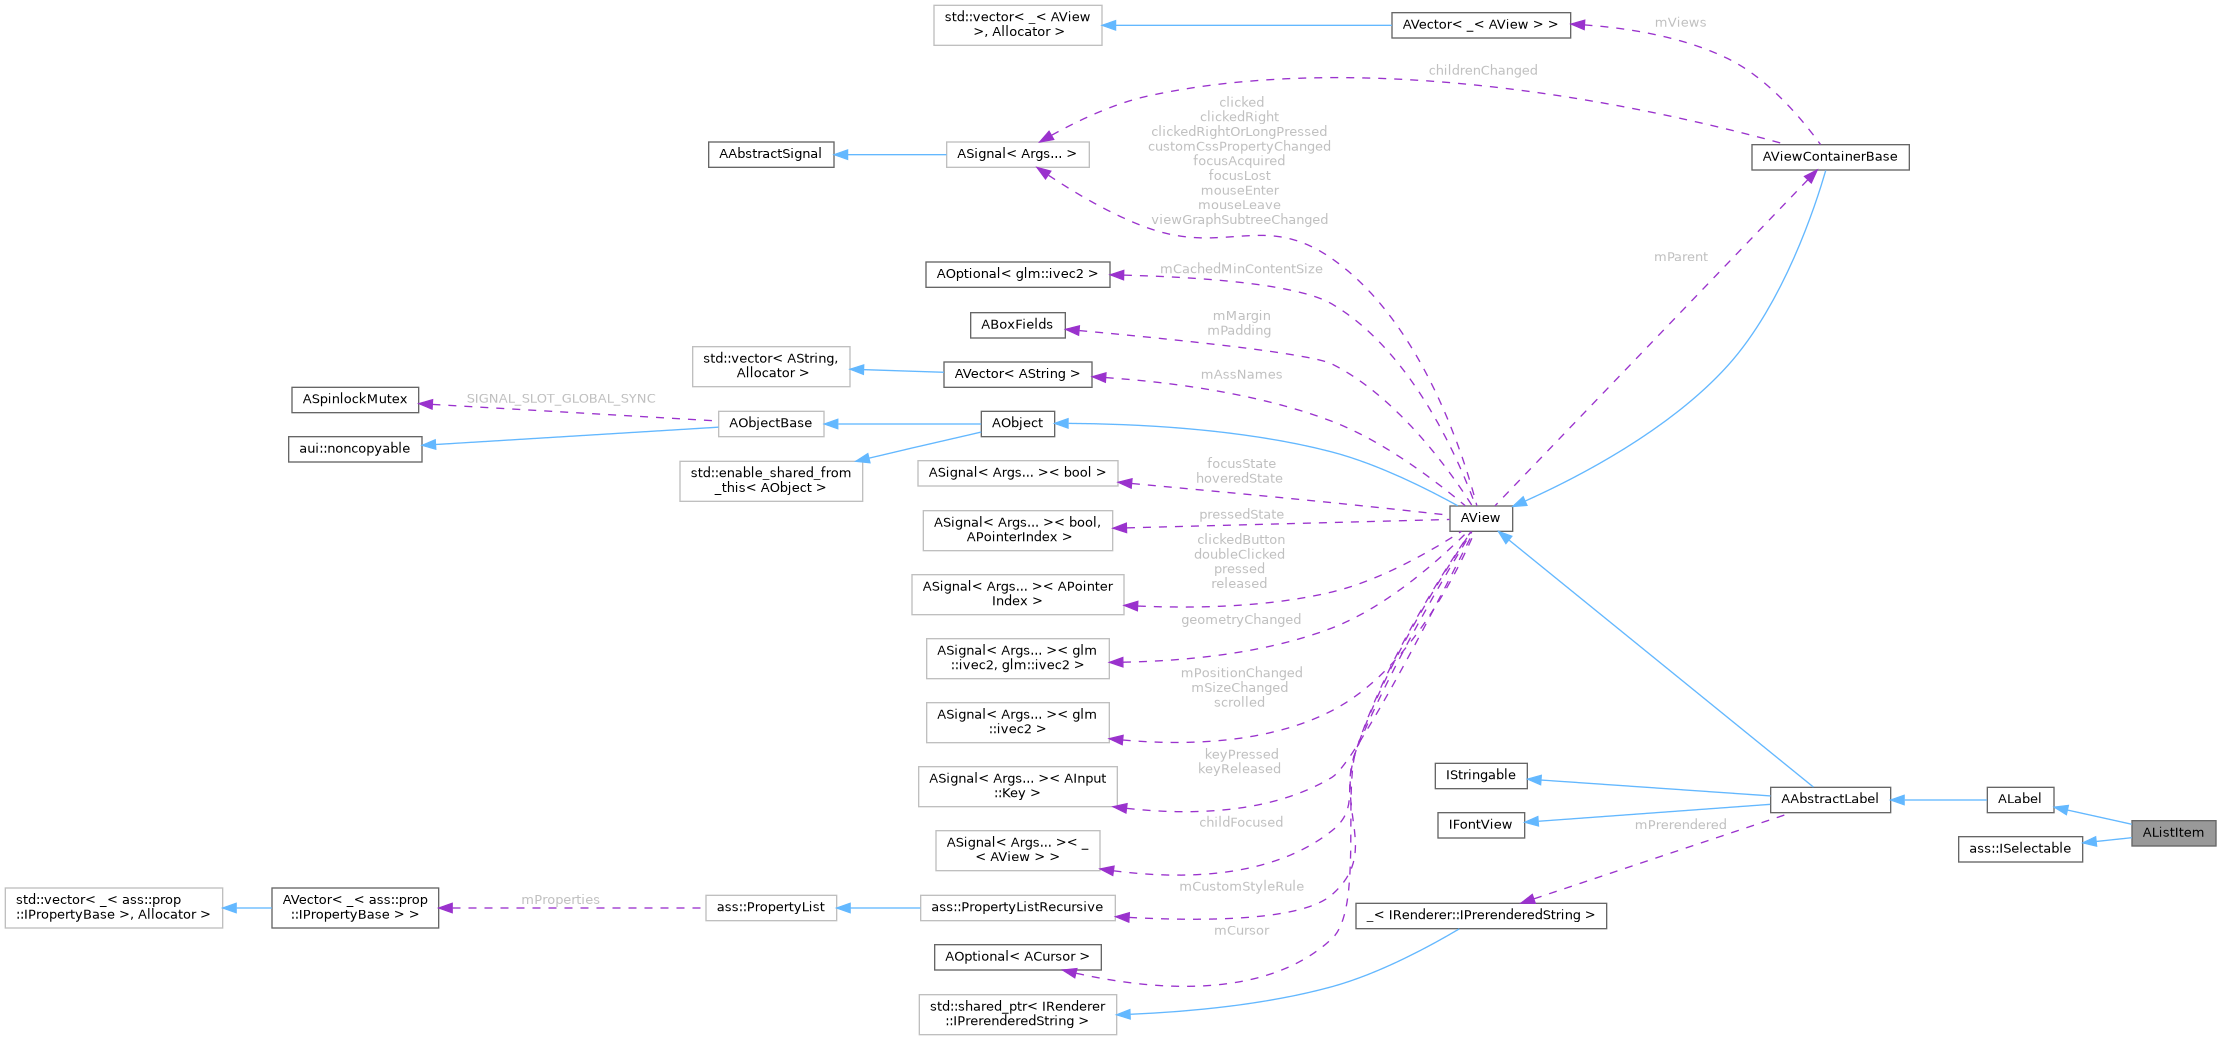 std::vector< _< AView
>, Allocator >
AVector< _< AView > >
mViews
childrenChanged
clicked
clickedRight
clickedRightOrLongPressed
customCssPropertyChanged
focusAcquired
focusLost
mouseEnter
mouseLeave
viewGraphSubtreeChanged
AAbstractSignal
ASignal< Args... >
AViewContainerBase
mParent
AOptional< glm::ivec2 >
mCachedMinContentSize
ABoxFields
mMargin
mPadding
std::vector< AString,
Allocator >
AVector< AString >
mAssNames
ASpinlockMutex
SIGNAL_SLOT_GLOBAL_SYNC
AObjectBase
AObject
aui::noncopyable
std::enable_shared_from
_this< AObject >
ASignal< Args... >< bool >
focusState
hoveredState
ASignal< Args... >< bool,
APointerIndex >
pressedState
AView
clickedButton
doubleClicked
pressed
released
ASignal< Args... >< APointer
Index >
geometryChanged
ASignal< Args... >< glm
::ivec2, glm::ivec2 >
mPositionChanged
mSizeChanged
scrolled
ASignal< Args... >< glm
::ivec2 >
keyPressed
keyReleased
ASignal< Args... >< AInput
::Key >
IStringable
AAbstractLabel
ALabel
IFontView
mPrerendered
AListItem
ass::ISelectable
childFocused
ASignal< Args... >< _
< AView > >
mCustomStyleRule
std::vector< _< ass::prop
::IPropertyBase >, Allocator >
AVector< _< ass::prop
::IPropertyBase > >
mProperties
ass::PropertyList
ass::PropertyListRecursive
_< IRenderer::IPrerenderedString >
mCursor
AOptional< ACursor >
std::shared_ptr< IRenderer
::IPrerenderedString >